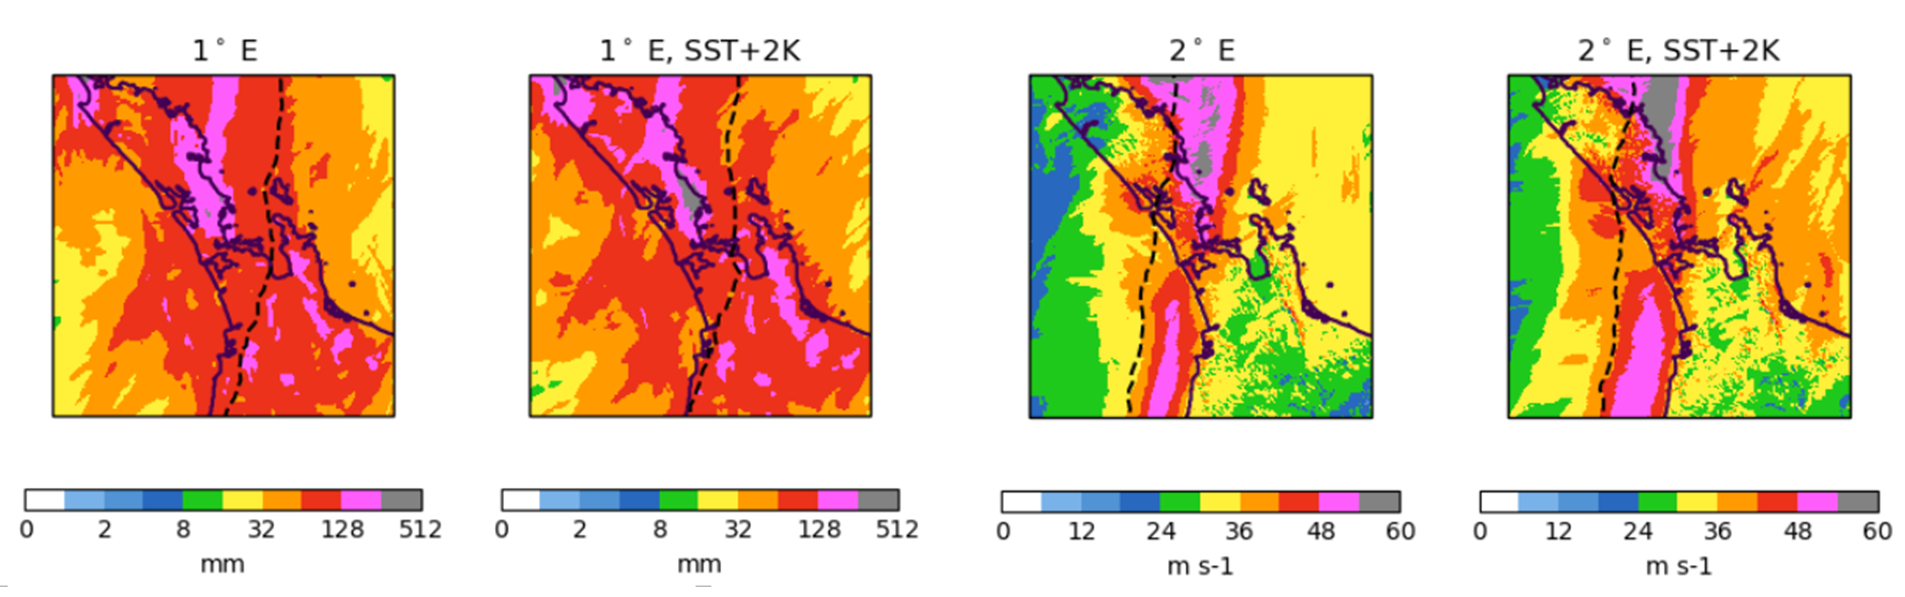 1° E
1° E, SST+2K
2° E
2° E, SST+2K
0 2 8 32 128 512
mm
0 2 8 32 128 512
mm
0 12 24 36 48 60
m s-1
0 12 24 36 48 60
m s-1